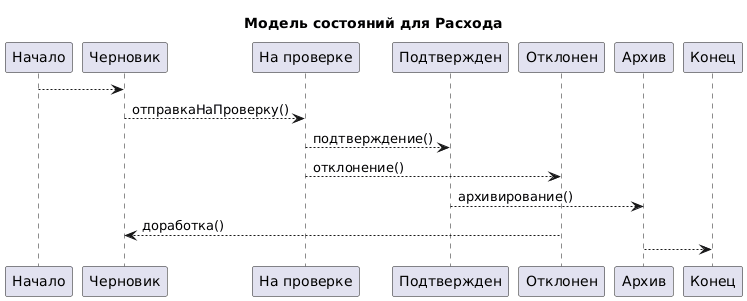 Модель состояний для Расхода
Начало Черновик На проверке Подтвержден Отклонен Архив Конец
отправкаНаПроверку()
подтверждение()
отклонение()
архивирование()
доработка()
Начало Черновик На проверке Подтвержден Отклонен Архив Конец